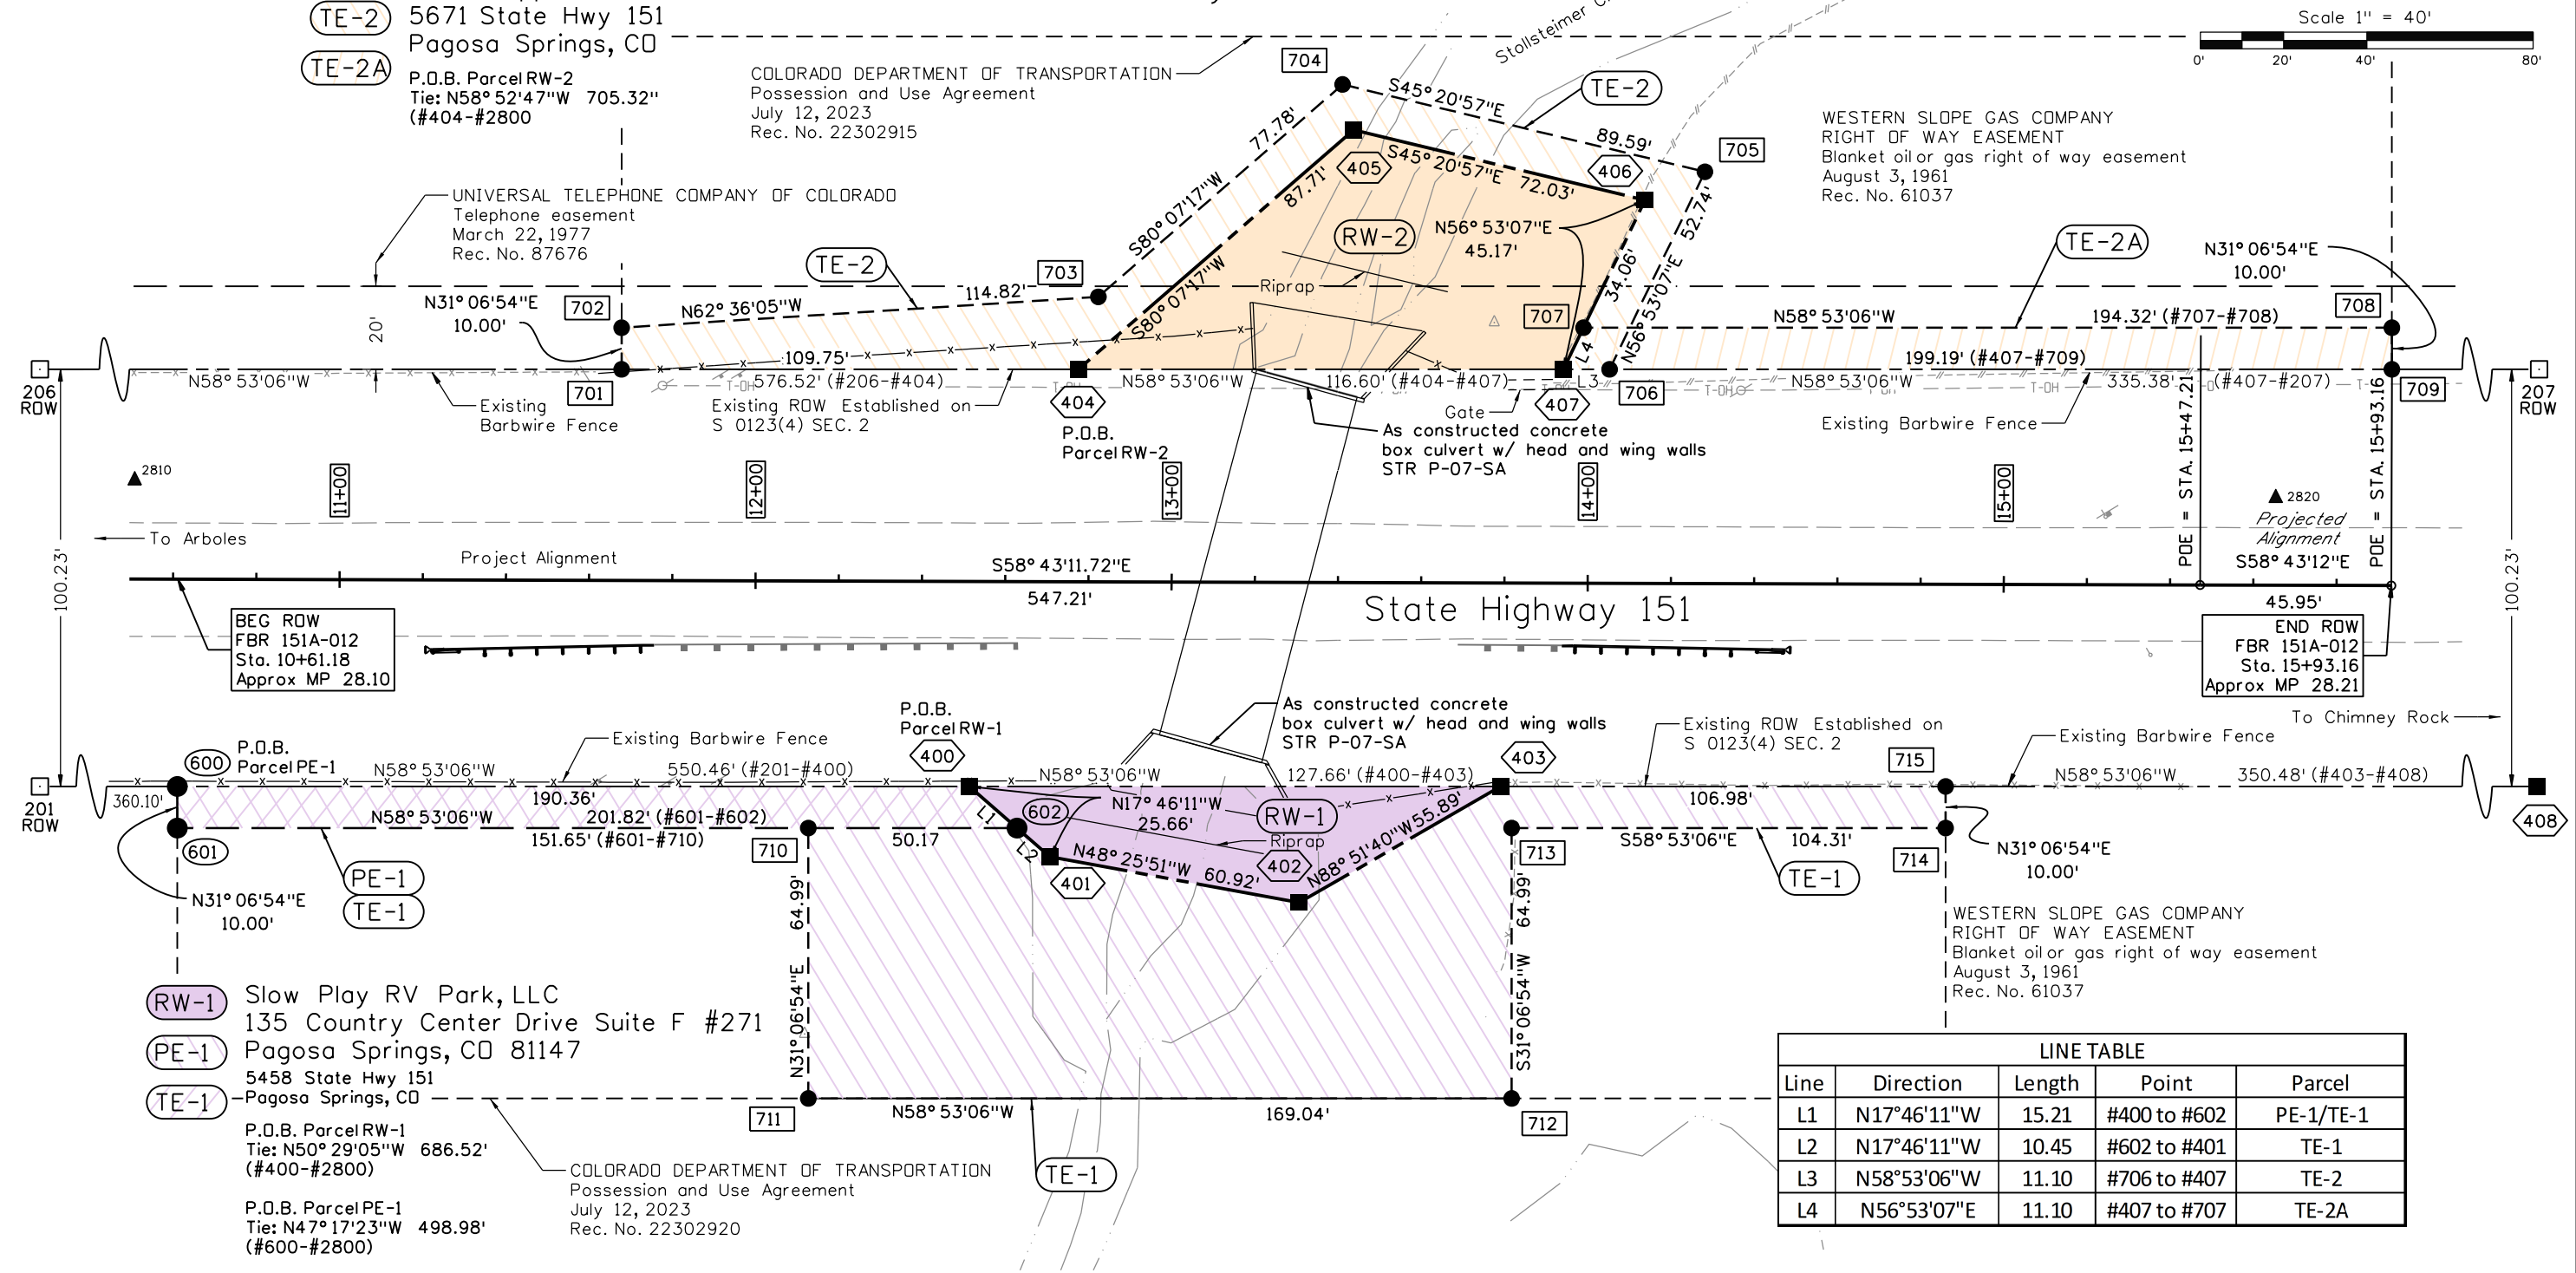 TE-2
5671 State Hwy 151
Pagosa Springs, CO
TE-2A
P.O.B. Parcel RW-2
Tie: N58° 52'47"W 705.32"
(#404-#2800
COLORADO DEPARTMENT OF TRANSPORTATION
Possession and Use Agreement
July 12, 2023
Rec. No. 22302915
704
S45° 20'57"E
89.59'
TE-2
705
77.78'
S80° 07'17"W
Scale 1" = 40'
0' 20' 40' 80'
WESTERN SLOPE GAS COMPANY
RIGHT OF WAY EASEMENT
Blanket oil or gas right of way easement
August 3, 1961
Rec. No. 61037
UNIVERSAL TELEPHONE COMPANY OF COLORADO
Telephone easement
March 22, 1977
Rec. No. 87676
405
S45° 20'57"E 72.03'
406
87.71'
S80° 07'17"W
RW-2
N56° 53'07"E
45.17'
52.74'
N56° 53'07"E
34.06'
TE-2
703
Riprap
TE-2A
N31° 06'54"E
10.00'
N31° 06'54"E
10.00'
702
N62° 36'05"W
114.82'
707
N58° 53'06"W
194.32' (#707-#708)
708
20'
109.75'
L4
199.19' (#407-#709)
206
ROW
N58° 53'06"W
701
576.52' (#206-#404)
T-OH
T-OH
N58° 53'06"W
116.60' (#404-#407)
L3
706
T-OH
N58° 53'06"W
T-OH
T-OH
335.38' (#407-#207)
709
207
ROW
Existing
Barbwire Fence
Existing ROW Established on
S 0123(4) SEC. 2
404
P.O.B.
Parcel RW-2
Gate
407
As constructed concrete
box culvert w/ head and wing walls
STR P-07-SA
Existing Barbwire Fence
POE = STA. 15+47.21
POE = STA. 15+93.16
2810
11+00
12+00
13+00
14+00
15+00
2820
Projected
Alignment
S58° 43'12"E
To Arboles
100.23'
100.23'
Project Alignment
S58° 43'11.72"E
547.21'
State Highway 151
45.95'
BEG ROW
FBR 151A-012
Sta. 10+61.18
Approx MP 28.10
END ROW
FBR 151A-012
Sta. 15+93.16
Approx MP 28.21
To Chimney Rock
P.O.B.
Parcel RW-1
400
As constructed concrete
box culvert w/ head and wing walls
STR P-07-SA
Existing ROW Established on
S 0123(4) SEC. 2
403
715
Existing Barbwire Fence
600
P.O.B.
Parcel PE-1
Existing Barbwire Fence
N58° 53'06"W
550.46' (#201-#400)
N58° 53'06"W
127.66' (#400-#403)
N58° 53'06"W
350.48' (#403-#408)
201
ROW
360.10'
190.36'
N58° 53'06"W
201.82' (#601-#602)
151.65' (#601-#710)
601
710
50.17
L1
L2
602
N17° 46'11"W
25.66'
RW-1
Riprap
402
401
N48° 25'51"W 60.92'
N88° 51'40"W 55.89'
106.98'
S58° 53'06"E
104.31'
713
714
408
PE-1
TE-1
N31° 06'54"E
10.00'
TE-1
N31° 06'54"E
10.00'
64.99'
N31° 06'54"E
64.99'
S31° 06'54"W
WESTERN SLOPE GAS COMPANY
RIGHT OF WAY EASEMENT
Blanket oil or gas right of way easement
August 3, 1961
Rec. No. 61037
RW-1
PE-1
TE-1
Slow Play RV Park, LLC
135 Country Center Drive Suite F #271
Pagosa Springs, CO 81147
5458 State Hwy 151
Pagosa Springs, CO
711
N58° 53'06"W
169.04'
712
P.O.B. Parcel RW-1
Tie: N50° 29'05"W 686.52'
(#400-#2800)
P.O.B. Parcel PE-1
Tie: N47° 17'23"W 498.98'
(#600-#2800)
COLORADO DEPARTMENT OF TRANSPORTATION
Possession and Use Agreement
July 12, 2023
Rec. No. 22302920
TE-1
LINE TABLE
Line Direction Length Point Parcel
L1 N17°46'11"W 15.21 #400 to #602 PE-1/TE-1
L2 N17°46'11"W 10.45 #602 to #401 TE-1
L3 N58°53'06"W 11.10 #706 to #407 TE-2
L4 N56°53'07"E 11.10 #407 to #707 TE-2A